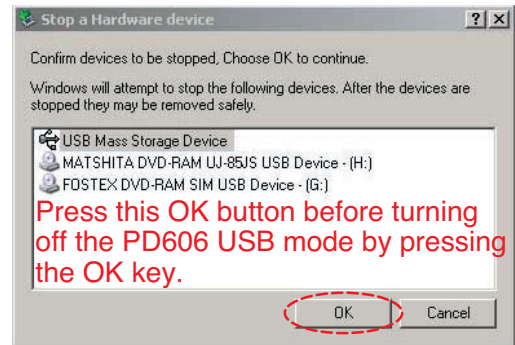 Stop a Hardware device
Confirm devices to be stopped, Choose OK to continue.
Windows will attempt to stop the following devices. After the devices are
stopped they may be removed safely.
USB Mass Storage Device
MATSHITA DVD-RAM UJ-85JS USB Device - (H:)
FOSTEX DVD-RAM SIM USB Device - (G:)
Press this OK button before turning
off the PD606 USB mode by pressing
the OK key.
OK
Cancel